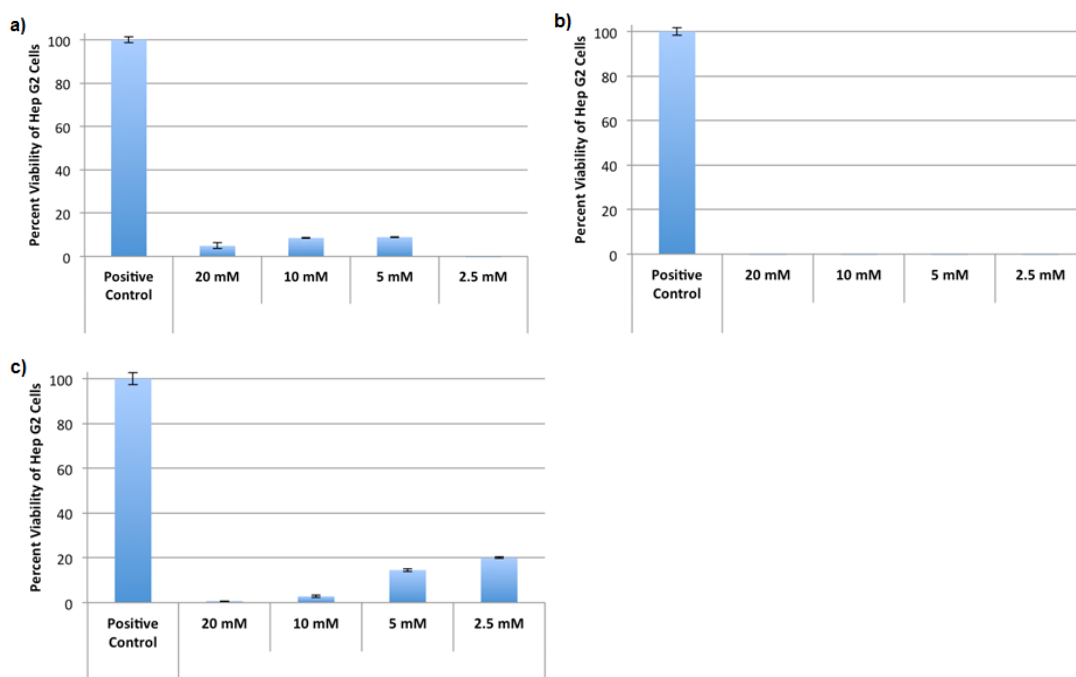 a)
Percent Viability of Hep G2 Cells
100
80
60
40
20
0
Positive Control
20 mM
10 mM
5 mM
2.5 mM
b)
Percent Viability of Hep G2 Cells
100
80
60
40
20
0
Positive Control
20 mM
10 mM
5 mM
2.5 mM
c)
Percent Viability of Hep G2 Cells
100
80
60
40
20
0
Positive Control
20 mM
10 mM
5 mM
2.5 mM